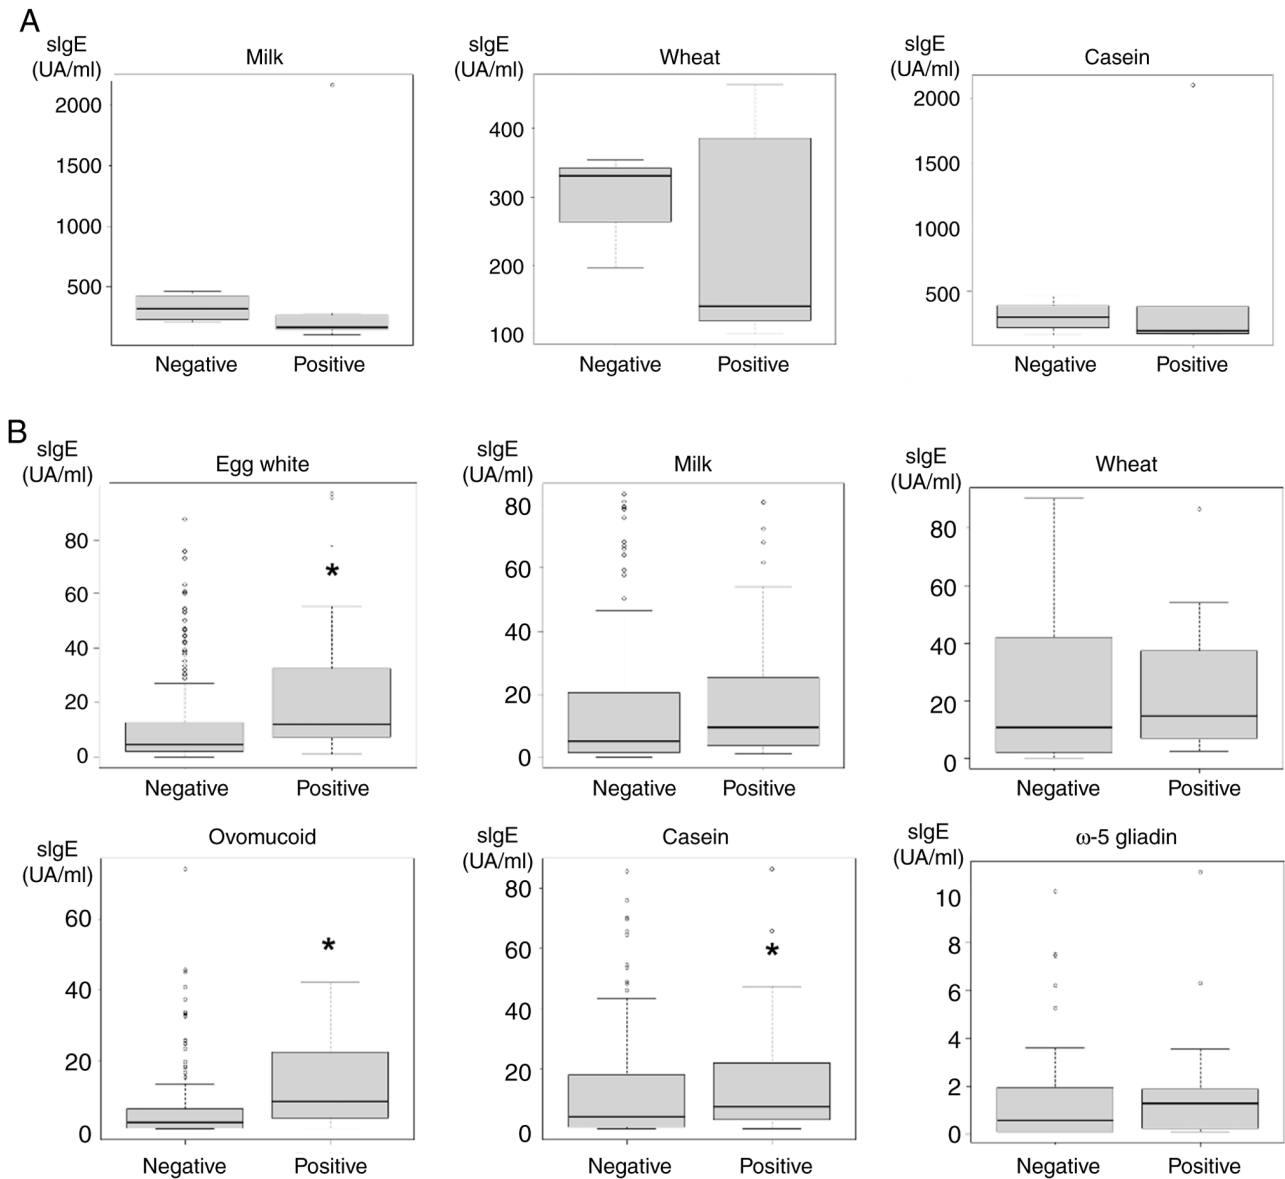 A
sIgE
(UA/ml)
Milk
2000
1500
1000
500
Negative Positive
sIgE
(UA/ml)
Wheat
400
300
200
100
Negative Positive
sIgE
(UA/ml)
Casein
2000
1500
1000
500
Negative Positive
B
sIgE
(UA/ml)
Egg white
80
60
40
20
0
*
Negative Positive
sIgE
(UA/ml)
Milk
80
60
40
20
0
Negative Positive
sIgE
(UA/ml)
Wheat
80
60
40
20
0
Negative Positive
sIgE
(UA/ml)
Ovomucoid
60
40
20
0
*
Negative Positive
sIgE
(UA/ml)
Casein
80
60
40
20
0
*
Negative Positive
sIgE
(UA/ml)
ω-5 gliadin
10
8
6
4
2
0
Negative Positive